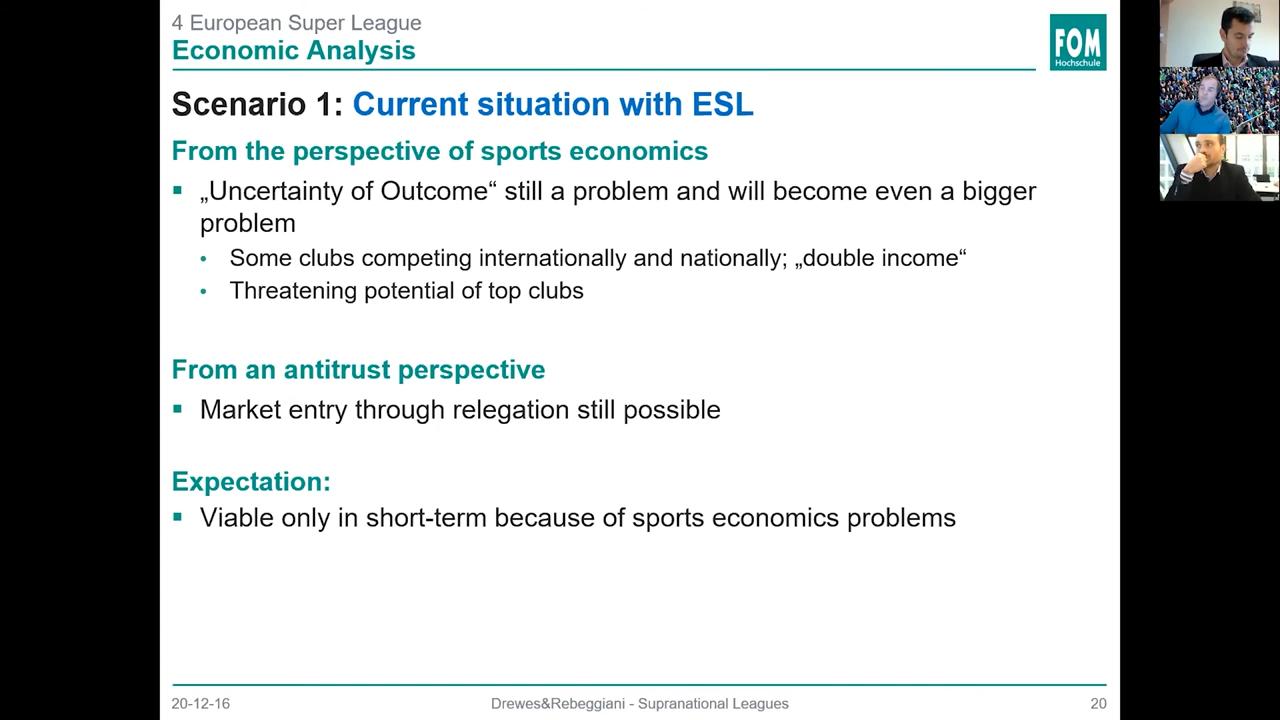 4 European Super League
Economic Analysis
FOM
Hochschule
Scenario 1: Current situation with ESL
From the perspective of sports economics
▪ „Uncertainty of Outcome“ still a problem and will become even a bigger
problem
• Some clubs competing internationally and nationally; „double income“
• Threatening potential of top clubs
From an antitrust perspective
▪ Market entry through relegation still possible
Expectation:
▪ Viable only in short-term because of sports economics problems
20-12-16
Drewes&Rebeggiani - Supranational Leagues
20